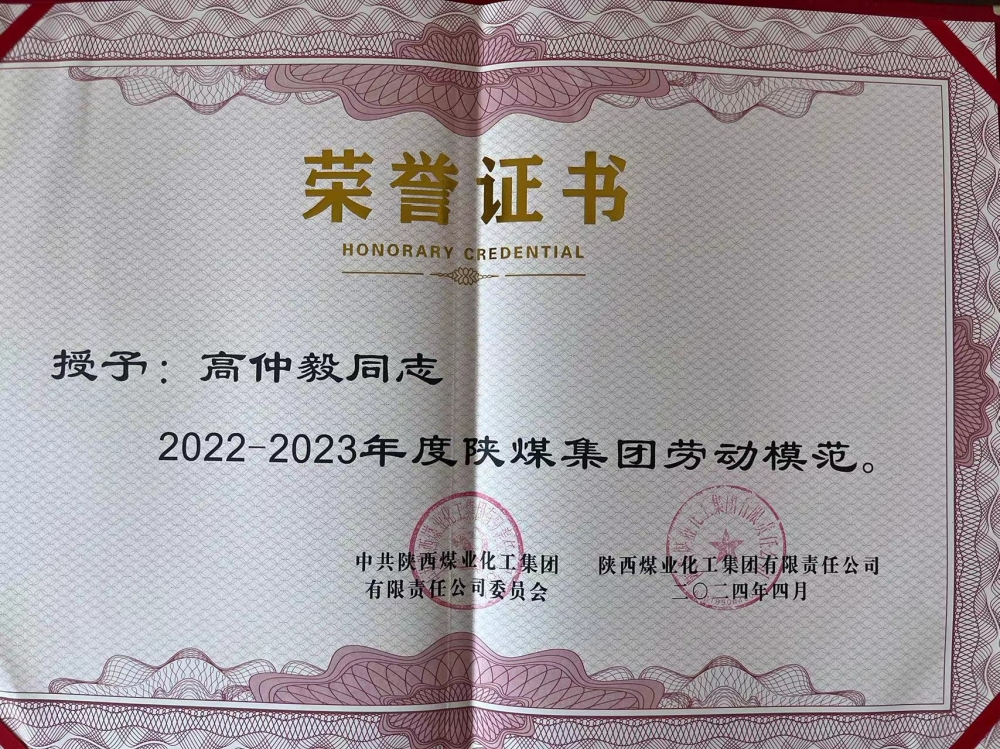 荣誉证书
HONORARY CREDENTIAL
授予：高仲毅同志
2022-2023年度陕煤集团劳动模范。
中共陕西煤业化工集团
有限责任公司委员会
陕西煤业化工集团有限责任公司
二〇二四年四月